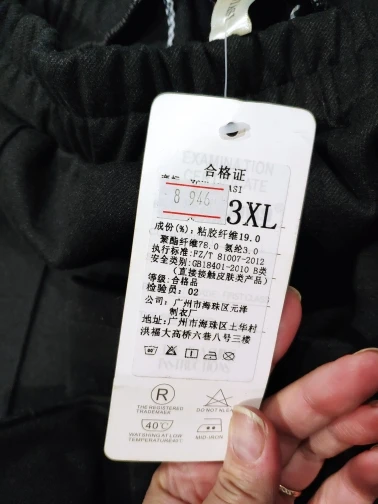 合格证
8 946
3XL
成份(%): 粘胶纤维19.0
聚酯纤维78.0 氨纶3.0
执行标准: FZ/T 81007-2012
安全类别: GB18401-2010 B类
(直接接触皮肤类产品)
等级: 合格品
检验员: 02
公司: 广州市海珠区元泽
制衣厂
地址: 广州市海珠区土华村
洪福大高桥六巷八号三楼
INSTRUCTIONS
R
THE REGISTERED
TRADEMAKA
DO NOT
40℃
WATSHING AT LOW
TEMPERATURE
MID-IRON